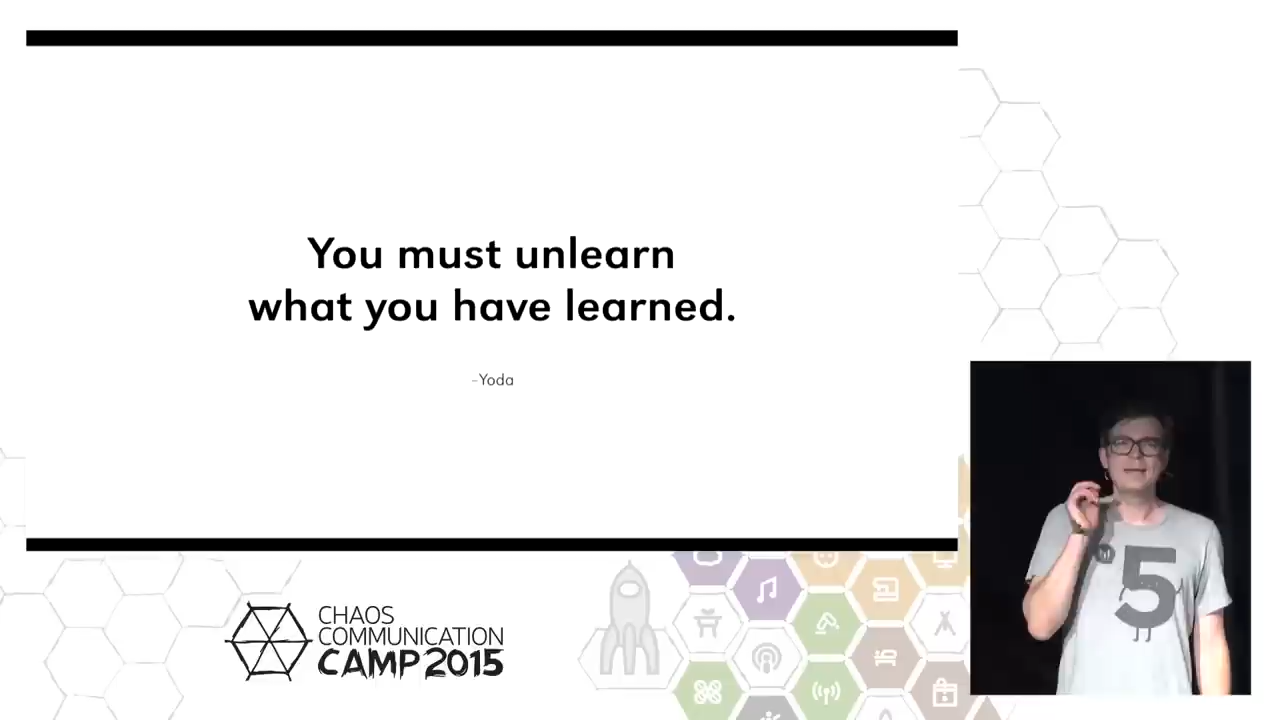 You must unlearn
what you have learned.
-Yoda
CHAOS
COMMUNICATION
CAMP 2015
5